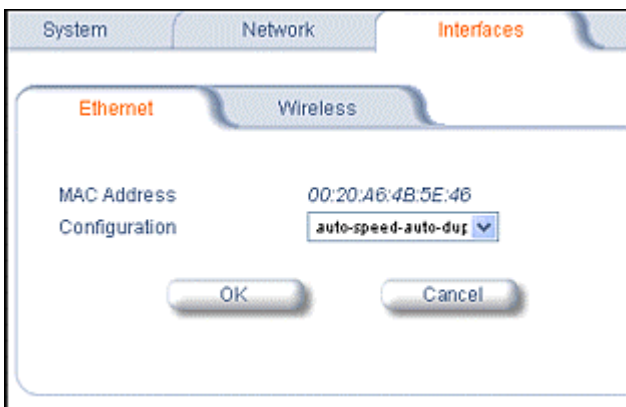 System Network Interfaces
Ethernet Wireless
MAC Address 00:20:A6:4B:5E:46
Configuration auto-speed-auto-dup
OK Cancel